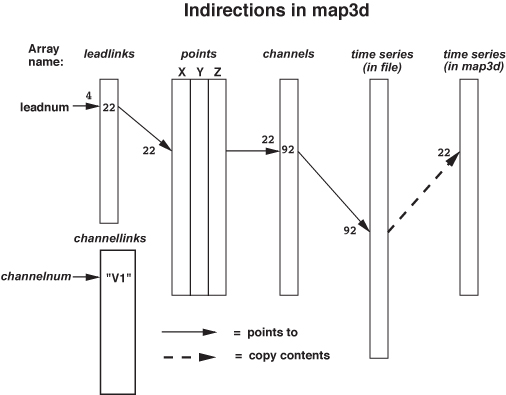 Indirections in map3d
Array
name:
leadlinks
points
channels
time series
(in file)
time series
(in map3d)
X Y Z
4
leadnum
22
22
22
92
22
92
channellinks
channelnum
"V1"
= points to
= copy contents